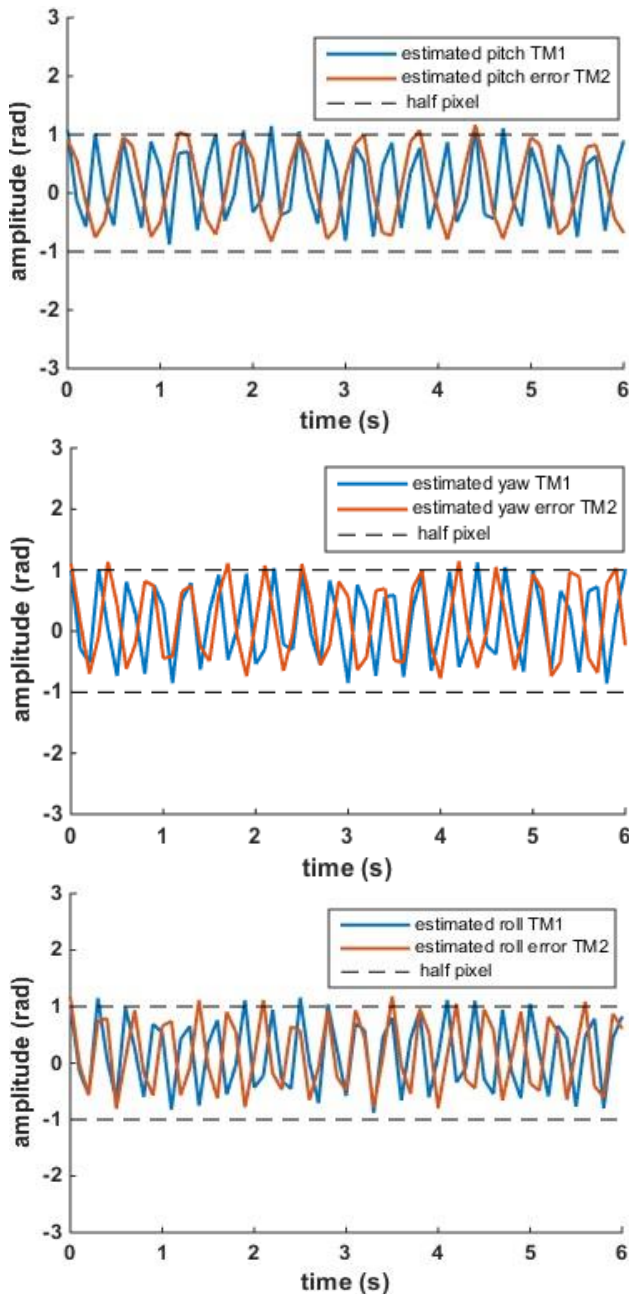 3
2
1
0
-1
-2
-3
amplitude (rad)
estimated pitch TM1
estimated pitch error TM2
half pixel
0 1 2 3 4 5 6
time (s)
3
2
1
0
-1
-2
-3
amplitude (rad)
estimated yaw TM1
estimated yaw error TM2
half pixel
0 1 2 3 4 5 6
time (s)
3
2
1
0
-1
-2
-3
amplitude (rad)
estimated roll TM1
estimated roll error TM2
half pixel
0 1 2 3 4 5 6
time (s)